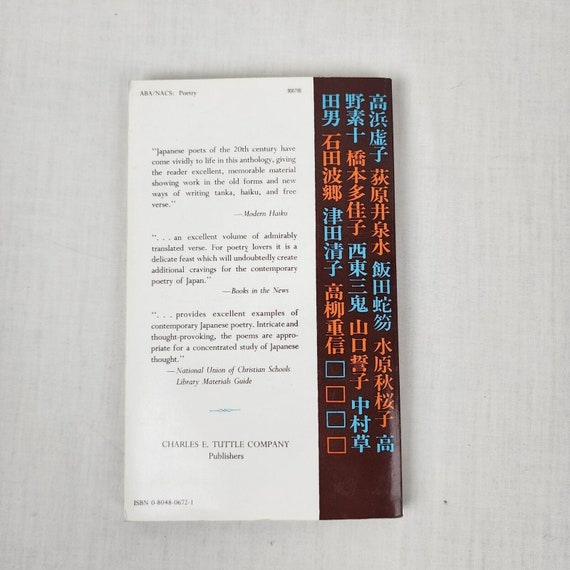 ABA/NACS: Poetry
"Japanese poets of the 20th century have
come vividly to life in this anthology, giving
the reader excellent, memorable material
showing work in the old forms and new
ways of writing tanka, haiku, and free
verse."
—Modern Haiku
". . . an excellent volume of admirably
translated verse. For poetry lovers it is a
delicate feast which will undoubtedly create
additional cravings for the contemporary
poetry of Japan."
—Books in the News
". . . provides excellent examples of
contemporary Japanese poetry. Intricate and
thought-provoking, the poems are appro-
priate for a concentrated study of Japanese
thought."
—National Union of Christian Schools
Library Materials Guide
CHARLES E. TUTTLE COMPANY
Publishers
ISBN 0-8048-0672-1
高浜虚子 荻原井泉水 飯田蛇笏 水原秋桜子 高
野素十 橋本多佳子 西東三鬼 山口誓子 中村草
田男 石田波郷 津田清子 高柳重信□□□□